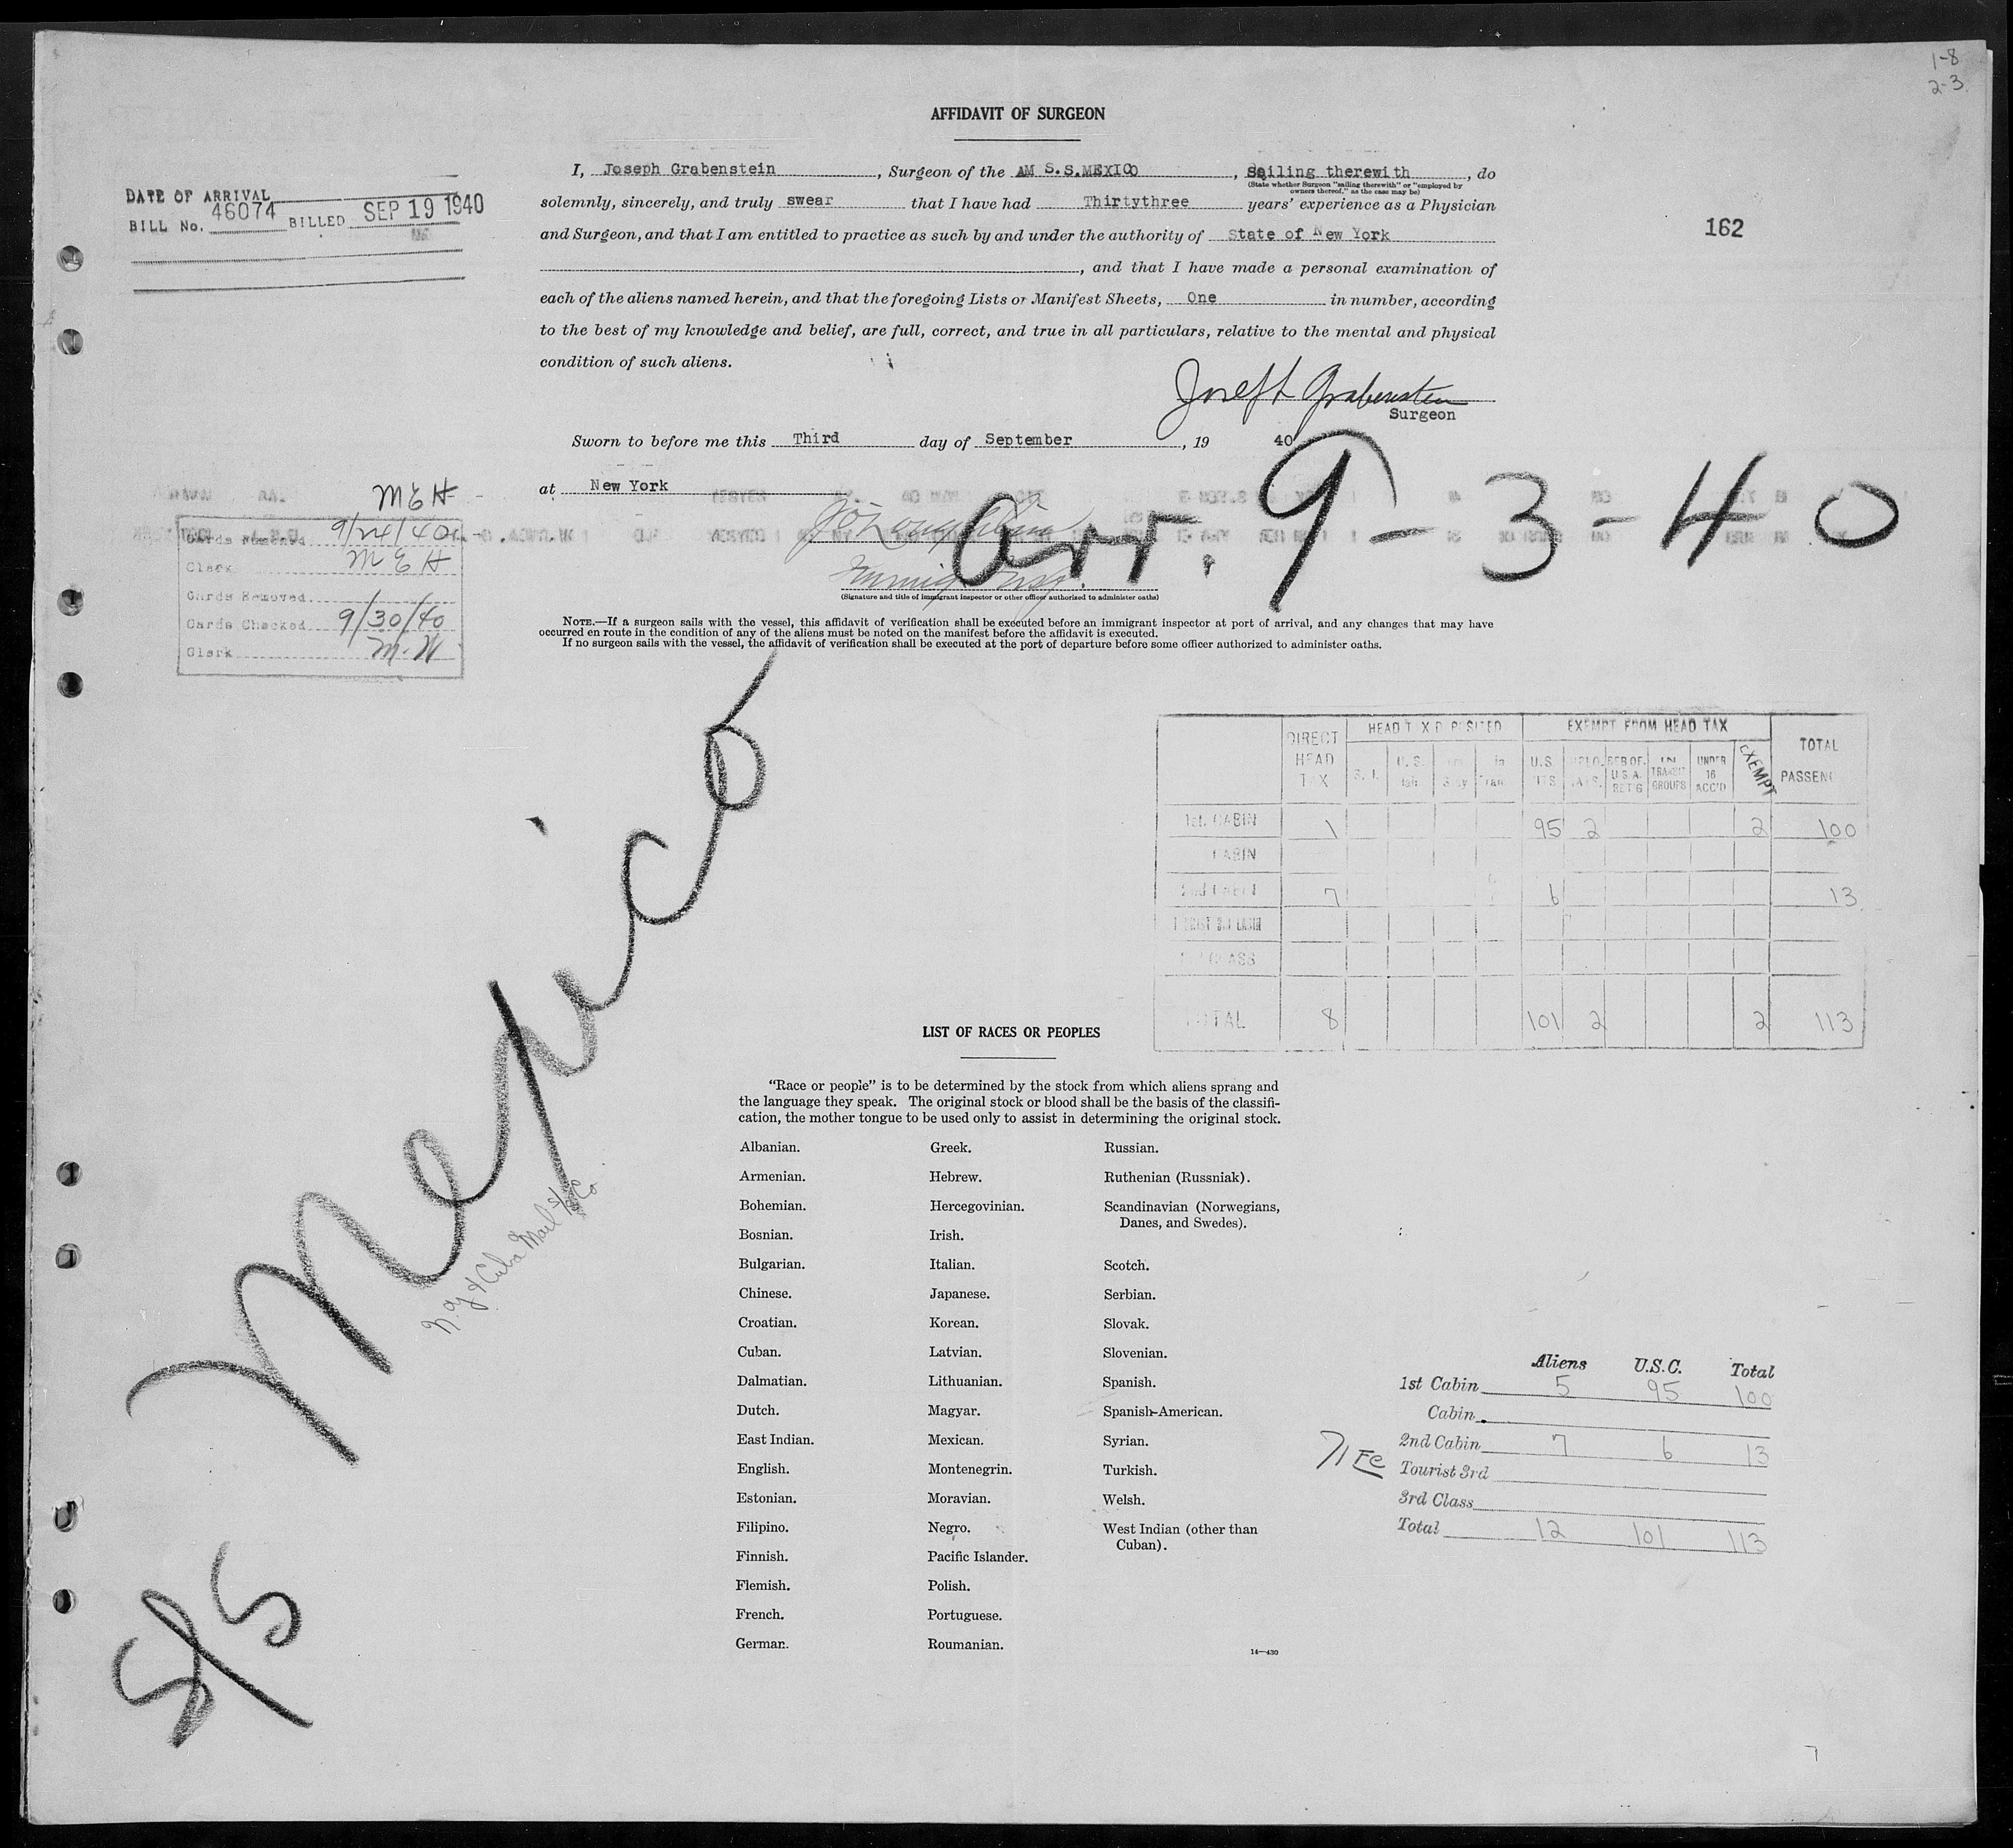 1-8
2-3
AFFIDAVIT OF SURGEON
I, Joseph Grabenstein, Surgeon of the AM S.S.MEXICO, Sailing therewith, do
(State whether Surgeon "sailing therewith" or "employed by owners thereof," as the case may be)
solemnly, sincerely, and truly swear that I have had Thirtythree years' experience as a Physician
and Surgeon, and that I am entitled to practice as such by and under the authority of State of New York
, and that I have made a personal examination of
each of the aliens named herein, and that the foregoing Lists or Manifest Sheets, One in number, according
to the best of my knowledge and belief, are full, correct, and true in all particulars, relative to the mental and physical
condition of such aliens.
DATE OF ARRIVAL
BILL No. 46074 BILLED SEP 19 1940
162
Joseph Grabenstein
Surgeon
Sworn to before me this Third day of September, 19 40
at New York
arr. 9-3-40
(Signature and title of immigrant inspector or other officer authorized to administer oaths)
MEH
Cards Removed 9/24/40
Clerk MEH
Cards Removed
Cards Checked 9/30/40
Clerk M.W
NOTE.—If a surgeon sails with the vessel, this affidavit of verification shall be executed before an immigrant inspector at port of arrival, and any changes that may have
occurred en route in the condition of any of the aliens must be noted on the manifest before the affidavit is executed.
If no surgeon sails with the vessel, the affidavit of verification shall be executed at the port of departure before some officer authorized to administer oaths.
S/S Mexico
N.Y & Cuba Mail S/S Co
DIRECT HEAD TAX
EXEMPT FROM HEAD TAX
TOTAL
UNDER 16 ACC'D
TRANSIT GROUPS
EXEMPT
1st. CABIN 1 95 2 2 100
CABIN
2nd CABIN 7 6 13
TOTAL 8 101 2 2 113
LIST OF RACES OR PEOPLES
"Race or people" is to be determined by the stock from which aliens sprang and
the language they speak. The original stock or blood shall be the basis of the classifi-
cation, the mother tongue to be used only to assist in determining the original stock.
Albanian.
Armenian.
Bohemian.
Bosnian.
Bulgarian.
Chinese.
Croatian.
Cuban.
Dalmatian.
Dutch.
East Indian.
English.
Estonian.
Filipino.
Finnish.
Flemish.
French.
German.
Greek.
Hebrew.
Hercegovinian.
Irish.
Italian.
Japanese.
Korean.
Latvian.
Lithuanian.
Magyar.
Mexican.
Montenegrin.
Moravian.
Negro.
Pacific Islander.
Polish.
Portuguese.
Roumanian.
Russian.
Ruthenian (Russniak).
Scandinavian (Norwegians,
Danes, and Swedes).
Scotch.
Serbian.
Slovak.
Slovenian.
Spanish.
Spanish-American.
Syrian.
Turkish.
Welsh.
West Indian (other than
Cuban).
14—430
Aliens U.S.C. Total
1st Cabin 5 95 100
Cabin
2nd Cabin 7 6 13
Tourist 3rd
3rd Class
Total 12 101 113